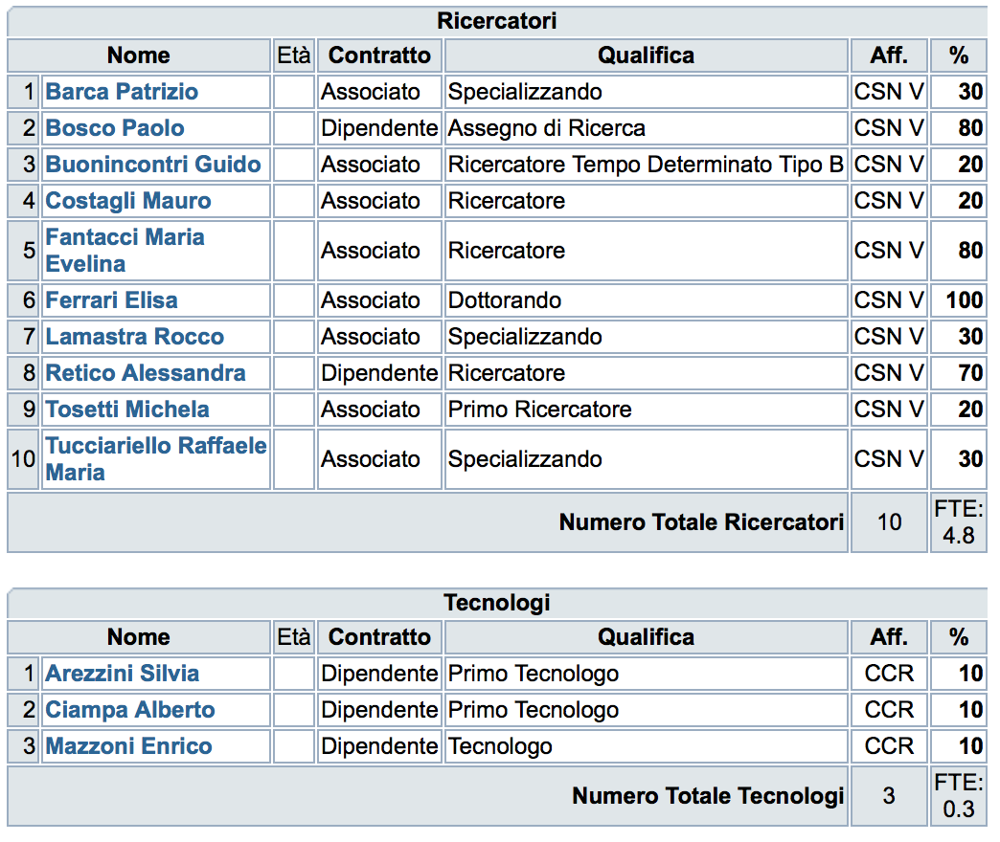 Ricercatori
Nome Età Contratto Qualifica Aff. %
1 Barca Patrizio Associato Specializzando CSN V 30
2 Bosco Paolo Dipendente Assegno di Ricerca CSN V 80
3 Buonincontri Guido Associato Ricercatore Tempo Determinato Tipo B CSN V 20
4 Costagli Mauro Associato Ricercatore CSN V 20
5 Fantacci Maria
Evelina Associato Ricercatore CSN V 80
6 Ferrari Elisa Associato Dottorando CSN V 100
7 Lamastra Rocco Associato Specializzando CSN V 30
8 Retico Alessandra Dipendente Ricercatore CSN V 70
9 Tosetti Michela Associato Primo Ricercatore CSN V 20
10 Tucciariello Raffaele
Maria Associato Specializzando CSN V 30
Numero Totale Ricercatori 10 FTE:
4.8
Tecnologi
Nome Età Contratto Qualifica Aff. %
1 Arezzini Silvia Dipendente Primo Tecnologo CCR 10
2 Ciampa Alberto Dipendente Primo Tecnologo CCR 10
3 Mazzoni Enrico Dipendente Tecnologo CCR 10
Numero Totale Tecnologi 3 FTE:
0.3